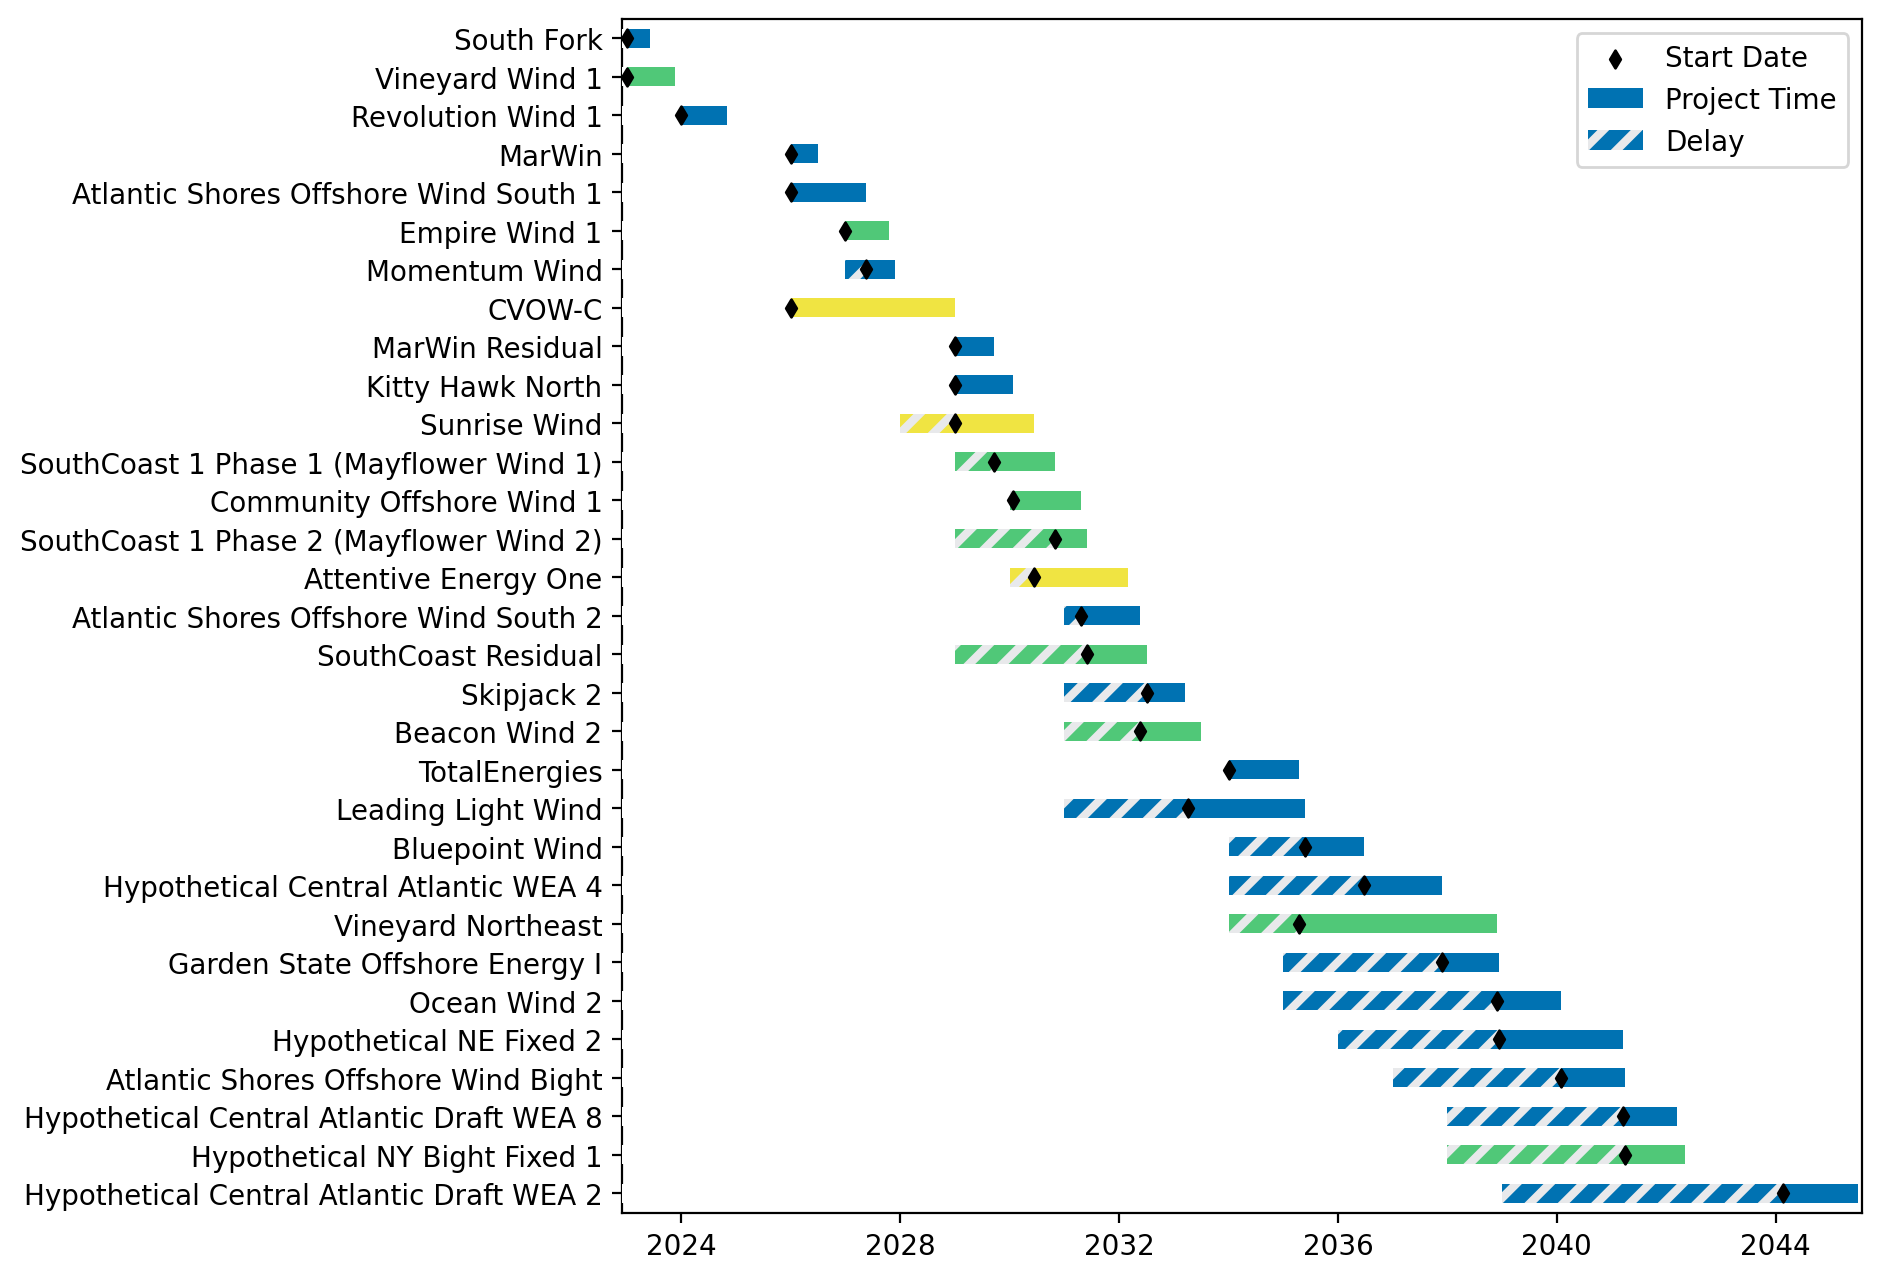 South Fork
Vineyard Wind 1
Revolution Wind 1
MarWin
Atlantic Shores Offshore Wind South 1
Empire Wind 1
Momentum Wind
CVOW-C
MarWin Residual
Kitty Hawk North
Sunrise Wind
SouthCoast 1 Phase 1 (Mayflower Wind 1)
Community Offshore Wind 1
SouthCoast 1 Phase 2 (Mayflower Wind 2)
Attentive Energy One
Atlantic Shores Offshore Wind South 2
SouthCoast Residual
Skipjack 2
Beacon Wind 2
TotalEnergies
Leading Light Wind
Bluepoint Wind
Hypothetical Central Atlantic WEA 4
Vineyard Northeast
Garden State Offshore Energy I
Ocean Wind 2
Hypothetical NE Fixed 2
Atlantic Shores Offshore Wind Bight
Hypothetical Central Atlantic Draft WEA 8
Hypothetical NY Bight Fixed 1
Hypothetical Central Atlantic Draft WEA 2
Start Date
Project Time
Delay
2024 2028 2032 2036 2040 2044